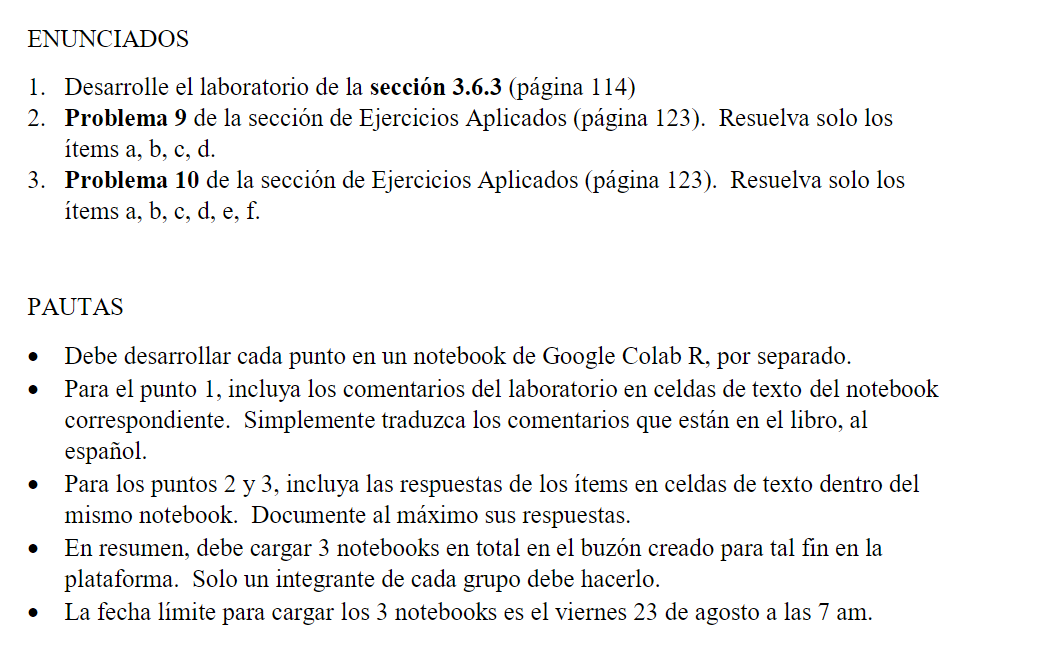 ENUNCIADOS
1. Desarrolle el laboratorio de la sección 3.6.3 (página 114)
2. Problema 9 de la sección de Ejercicios Aplicados (página 123). Resuelva solo los
ítems a, b, c, d.
3. Problema 10 de la sección de Ejercicios Aplicados (página 123). Resuelva solo los
ítems a, b, c, d, e, f.
PAUTAS
• Debe desarrollar cada punto en un notebook de Google Colab R, por separado.
• Para el punto 1, incluya los comentarios del laboratorio en celdas de texto del notebook
correspondiente. Simplemente traduzca los comentarios que están en el libro, al
español.
• Para los puntos 2 y 3, incluya las respuestas de los ítems en celdas de texto dentro del
mismo notebook. Documente al máximo sus respuestas.
• En resumen, debe cargar 3 notebooks en total en el buzón creado para tal fin en la
plataforma. Solo un integrante de cada grupo debe hacerlo.
• La fecha límite para cargar los 3 notebooks es el viernes 23 de agosto a las 7 am.